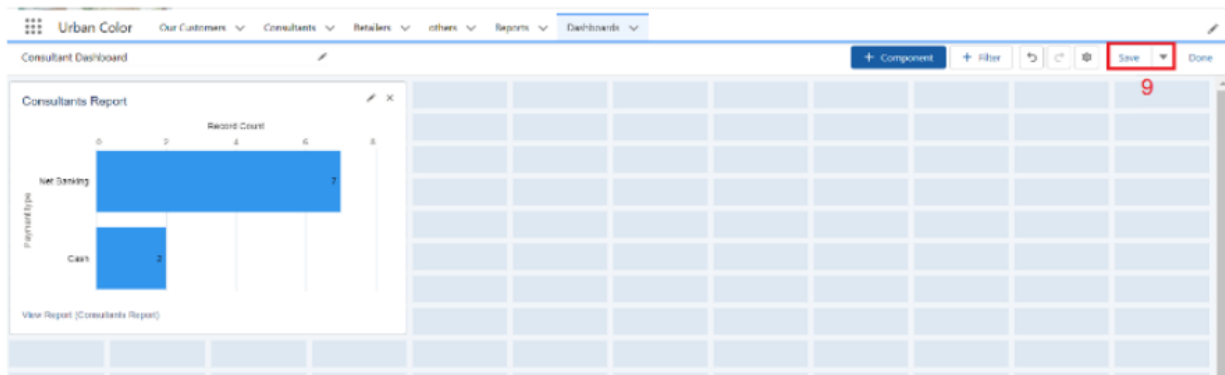 Urban Color Our Customers Consultants Retailers others Reports Dashboards
Consultant Dashboard + Component + Filter Save Done
9
Consultants Report
Record Count
0 2 4 6 8
Net Banking 7
Payment type
Cash 2
View Report (Consultants Report)